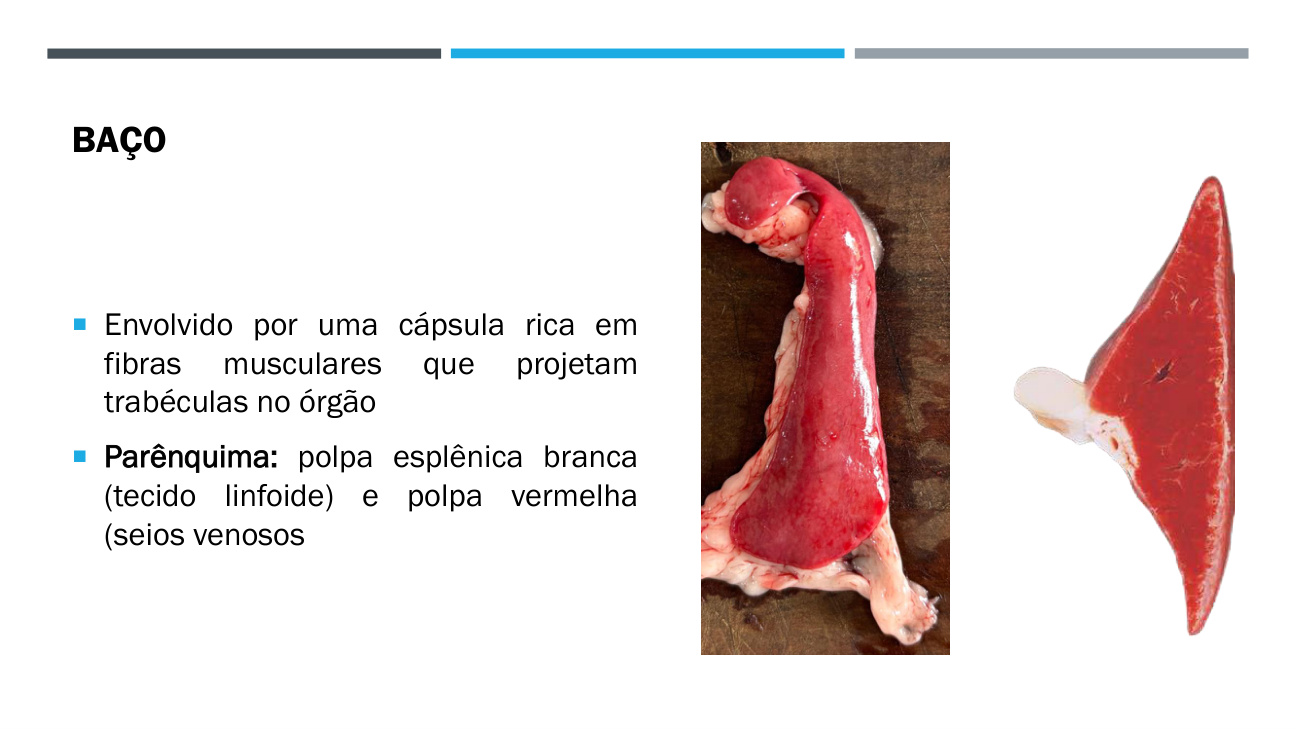 BAÇO
Envolvido por uma cápsula rica em
fibras musculares que projetam
trabéculas no órgão
Parênquima: polpa esplênica branca
(tecido linfoide) e polpa vermelha
(seios venosos